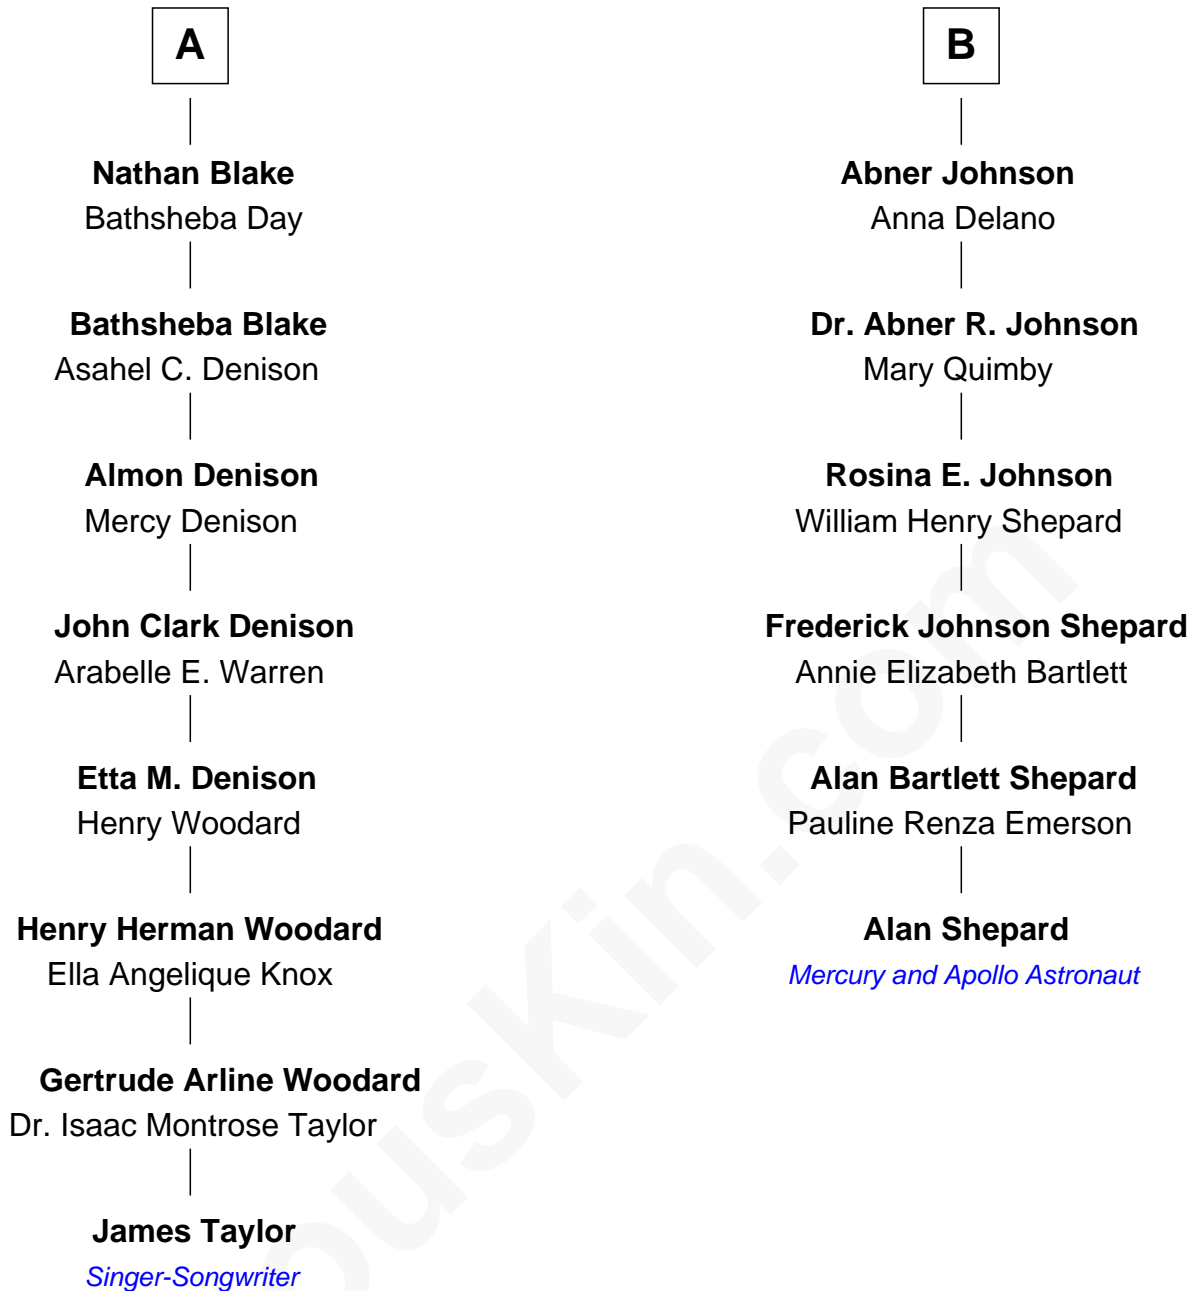 A
Nathan Blake
Bathsheba Day
Bathsheba Blake
Asahel C. Denison
Almon Denison
Mercy Denison
John Clark Denison
Arabelle E. Warren
Etta M. Denison
Henry Woodard
Henry Herman Woodard
Ella Angelique Knox
Gertrude Arline Woodard
Dr. Isaac Montrose Taylor
James Taylor
Singer-Songwriter
B
Abner Johnson
Anna Delano
Dr. Abner R. Johnson
Mary Quimby
Rosina E. Johnson
William Henry Shepard
Frederick Johnson Shepard
Annie Elizabeth Bartlett
Alan Bartlett Shepard
Pauline Renza Emerson
Alan Shepard
Mercury and Apollo Astronaut
ousKin.com